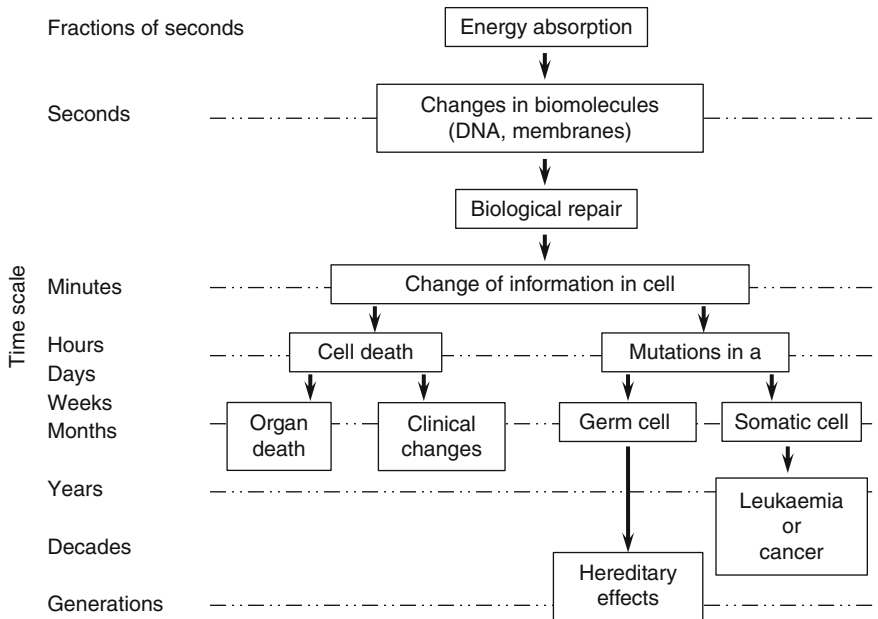 Fractions of seconds
Energy absorption
Seconds
Changes in biomolecules
(DNA, membranes)
Biological repair
Time scale
Minutes
Change of information in cell
Hours
Cell death
Mutations in a
Days
Weeks
Months
Organ
death
Clinical
changes
Germ cell
Somatic cell
Years
Leukaemia
or
cancer
Decades
Hereditary
effects
Generations